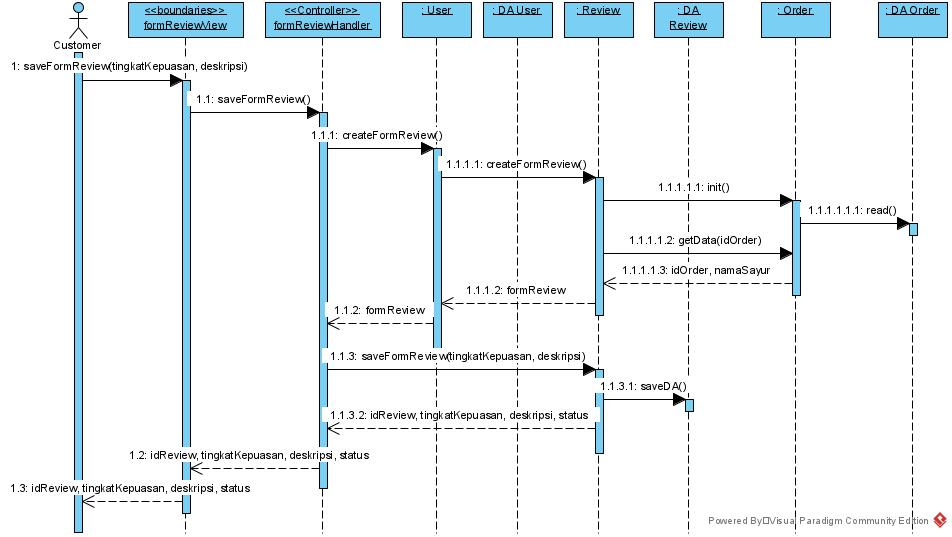 <<boundaries>>
formReviewView
<<Controller>>
formReviewHandler
: User
: DA User
: Review
: DA
Review
: Order
: DA Order
Customer
1: saveFormReview(tingkatKepuasan, deskripsi)
1.1: saveFormReview()
1.1.1: createFormReview()
1.1.1.1: createFormReview()
1.1.1.1.1: init()
1.1.1.1.1.1: read()
1.1.1.1.2: getData(idOrder)
1.1.1.1.3: idOrder, namaSayur
1.1.1.2: formReview
1.1.2: formReview
1.1.3: saveFormReview(tingkatKepuasan, deskripsi)
1.1.3.1: saveDA()
1.1.3.2: idReview, tingkatKepuasan, deskripsi, status
1.2: idReview, tingkatKepuasan, deskripsi, status
1.3: idReview, tingkatKepuasan, deskripsi, status
Powered By Visual Paradigm Community Edition